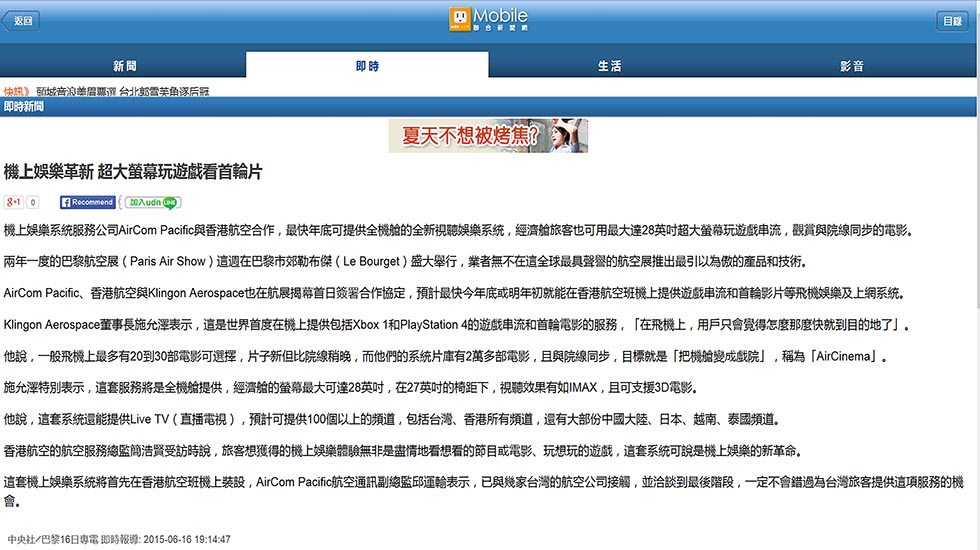 返回
udn.com
Mobile
聯合新聞網
目錄
新聞
即時
生活
影音
快訊》 頭城音浪美眉票選 台北郭雪芙角逐后冠
即時新聞
夏天不想被烤焦?
機上娛樂革新 超大螢幕玩遊戲看首輪片
g+1 0 Recommend 加入udn LINE
機上娛樂系統服務公司AirCom Pacific與香港航空合作，最快年底可提供全機艙的全新視聽娛樂系統，經濟艙旅客也可用最大達28英吋超大螢幕玩遊戲串流，觀賞與院線同步的電影。
兩年一度的巴黎航空展（Paris Air Show）這週在巴黎市郊勒布傑（Le Bourget）盛大舉行，業者無不在這全球最具聲譽的航空展推出最引以為傲的產品和技術。
AirCom Pacific、香港航空與Klingon Aerospace也在航展揭幕首日簽署合作協定，預計最快今年底或明年初就能在香港航空班機上提供遊戲串流和首輪影片等飛機娛樂及上網系統。
Klingon Aerospace董事長施允澤表示，這是世界首度在機上提供包括Xbox 1和PlayStation 4的遊戲串流和首輪電影的服務，「在飛機上，用戶只會覺得怎麼那麼快就到目的地了」。
他說，一般飛機上最多有20到30部電影可選擇，片子新但比院線稍晚，而他們的系統片庫有2萬多部電影，且與院線同步，目標就是「把機艙變成戲院」，稱為「AirCinema」。
施允澤特別表示，這套服務將是全機艙提供，經濟艙的螢幕最大可達28英吋，在27英吋的椅距下，視聽效果有如IMAX，且可支援3D電影。
他說，這套系統還能提供Live TV（直播電視），預計可提供100個以上的頻道，包括台灣、香港所有頻道，還有大部份中國大陸、日本、越南、泰國頻道。
香港航空的航空服務總監簡浩賢受訪時說，旅客想獲得的機上娛樂體驗無非是盡情地看想看的節目或電影、玩想玩的遊戲，這套系統可說是機上娛樂的新革命。
這套機上娛樂系統將首先在香港航空班機上裝設，AirCom Pacific航空通訊副總監邱運輸表示，已與幾家台灣的航空公司接觸，並洽談到最後階段，一定不會錯過為台灣旅客提供這項服務的機
會。
中央社／巴黎16日專電 即時報導: 2015-06-16 19:14:47